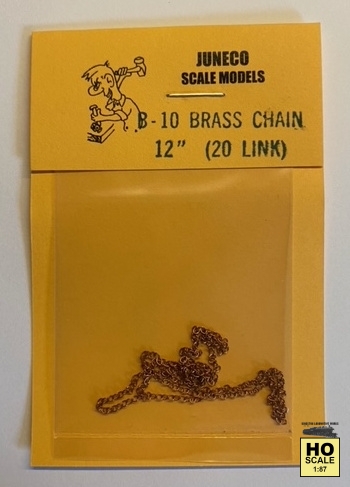 JUNECO
SCALE MODELS
B-10 BRASS CHAIN
12" (20 LINK)
HO
SCALE
1:87